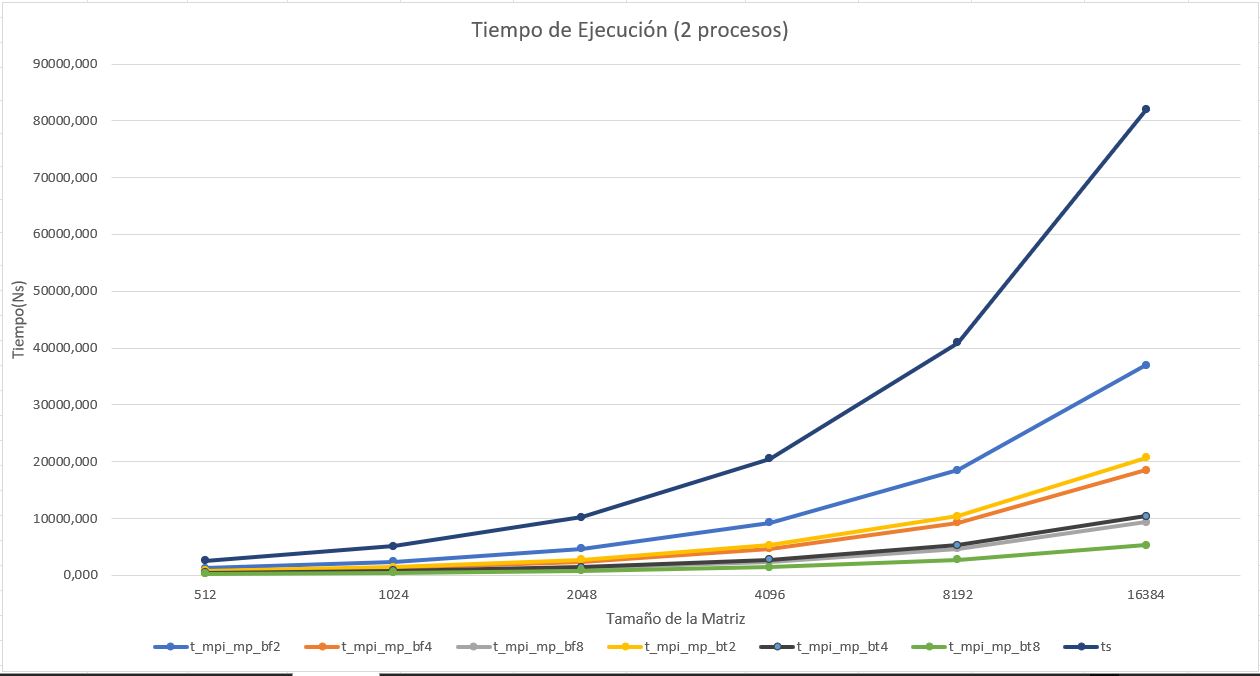 Tiempo de Ejecución (2 procesos)
90000,000
80000,000
70000,000
60000,000
50000,000
40000,000
30000,000
20000,000
10000,000
0,000
Tiempo(Ns)
512 1024 2048 4096 8192 16384
Tamaño de la Matriz
t_mpi_mp_bf2 t_mpi_mp_bf4 t_mpi_mp_bf8 t_mpi_mp_bt2 t_mpi_mp_bt4 t_mpi_mp_bt8 ts